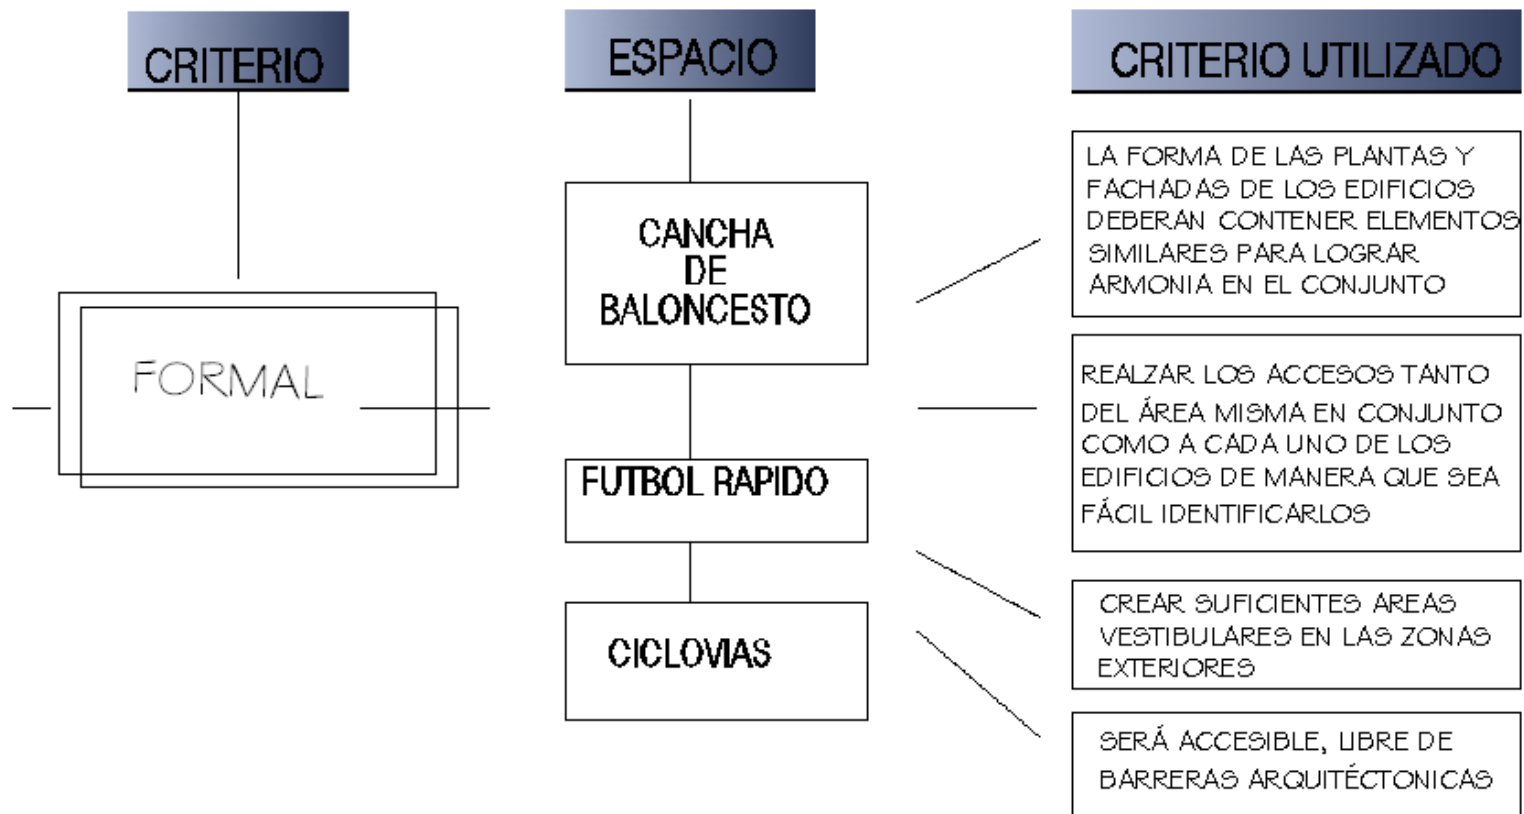 CRITERIO
FORMAL
ESPACIO
CANCHA
DE
BALONCESTO
FUTBOL RAPIDO
CICLOVIAS
CRITERIO UTILIZADO
LA FORMA DE LAS PLANTAS Y
FACHADAS DE LOS EDIFICIOS
DEBERÁN CONTENER ELEMENTOS
SIMILARES PARA LOGRAR
ARMONIA EN EL CONJUNTO
REALZAR LOS ACCESOS TANTO
DEL ÁREA MISMA EN CONJUNTO
COMO A CADA UNO DE LOS
EDIFICIOS DE MANERA QUE SEA
FÁCIL IDENTIFICARLOS
CREAR SUFICIENTES AREAS
VESTIBULARES EN LAS ZONAS
EXTERIORES
SERÁ ACCESIBLE, LIBRE DE
BARRERAS ARQUITÉCTONICAS